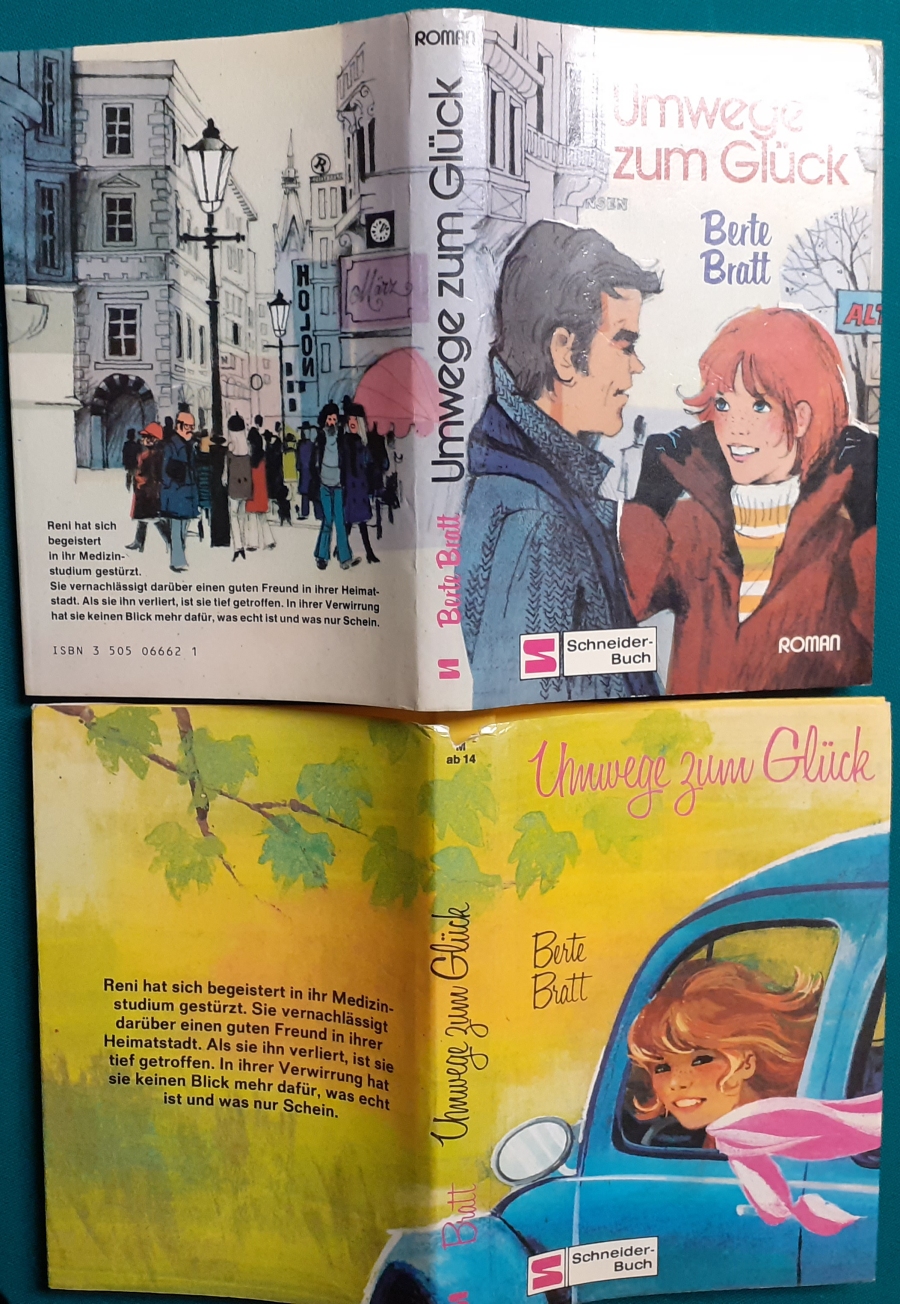 Umwege
zum Glück
Berte
Bratt
NSEN
ALT
Schneider-
Buch
ROMAN
ROMAN
Umwege zum Glück
Berte Bratt
R
HOLON
März
Reni hat sich
begeistert
in ihr Medizin-
studium gestürzt.
Sie vernachlässigt darüber einen guten Freund in ihrer Heimat-
stadt. Als sie ihn verliert, ist sie tief getroffen. In ihrer Verwirrung
hat sie keinen Blick mehr dafür, was echt ist und was nur Schein.
ISBN 3 505 06662 1
Umwege zum Glück
Berte
Bratt
Schneider-
Buch
M
ab 14
Umwege zum Glück
Bratt
Reni hat sich begeistert in ihr Medizin-
studium gestürzt. Sie vernachlässigt
darüber einen guten Freund in ihrer
Heimatstadt. Als sie ihn verliert, ist sie
tief getroffen. In ihrer Verwirrung hat
sie keinen Blick mehr dafür, was echt
ist und was nur Schein.